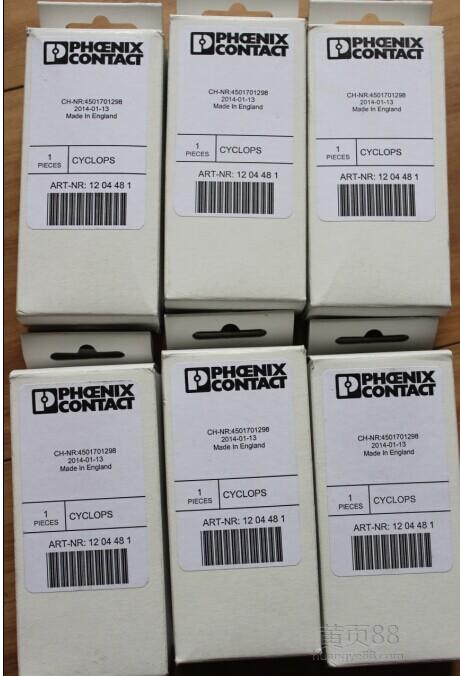 PHŒNIX
CONTACT
CH-NR:4501701298
2014-01-13
Made In England
1
PIECES
CYCLOPS
ART-NR: 12 04 48 1
PHŒNIX
CONTACT
CH-NR:4501701298
2014-01-13
Made In England
1
PIECES
CYCLOPS
ART-NR: 12 04 48 1
PHŒNIX
CONTACT
CH-NR:4501701298
2014-01-13
Made In England
1
PIECES
CYCLOPS
ART-NR: 12 04 48 1
PHŒNIX
CONTACT
CH-NR:4501701298
2014-01-13
Made In England
1
PIECES
CYCLOPS
ART-NR: 12 04 48 1
PHŒNIX
CONTACT
CH-NR:4501701298
2014-01-13
Made In England
1
PIECES
CYCLOPS
ART-NR: 12 04 48 1
PHŒNIX
CONTACT
CH-NR:4501701298
2014-01-13
Made In England
1
PIECES
CYCLOPS
ART-NR: 12 04 48 1
黄页88
huangye88.com